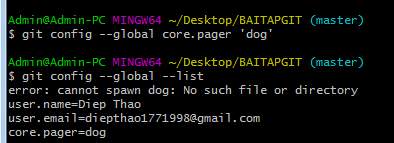 Admin@Admin-PC MINGW64 ~/Desktop/BAITAPGIT (master)
$ git config --global core.pager 'dog'
Admin@Admin-PC MINGW64 ~/Desktop/BAITAPGIT (master)
$ git config --global --list
error: cannot spawn dog: No such file or directory
user.name=Diep Thao
user.email=diepthao1771998@gmail.com
core.pager=dog